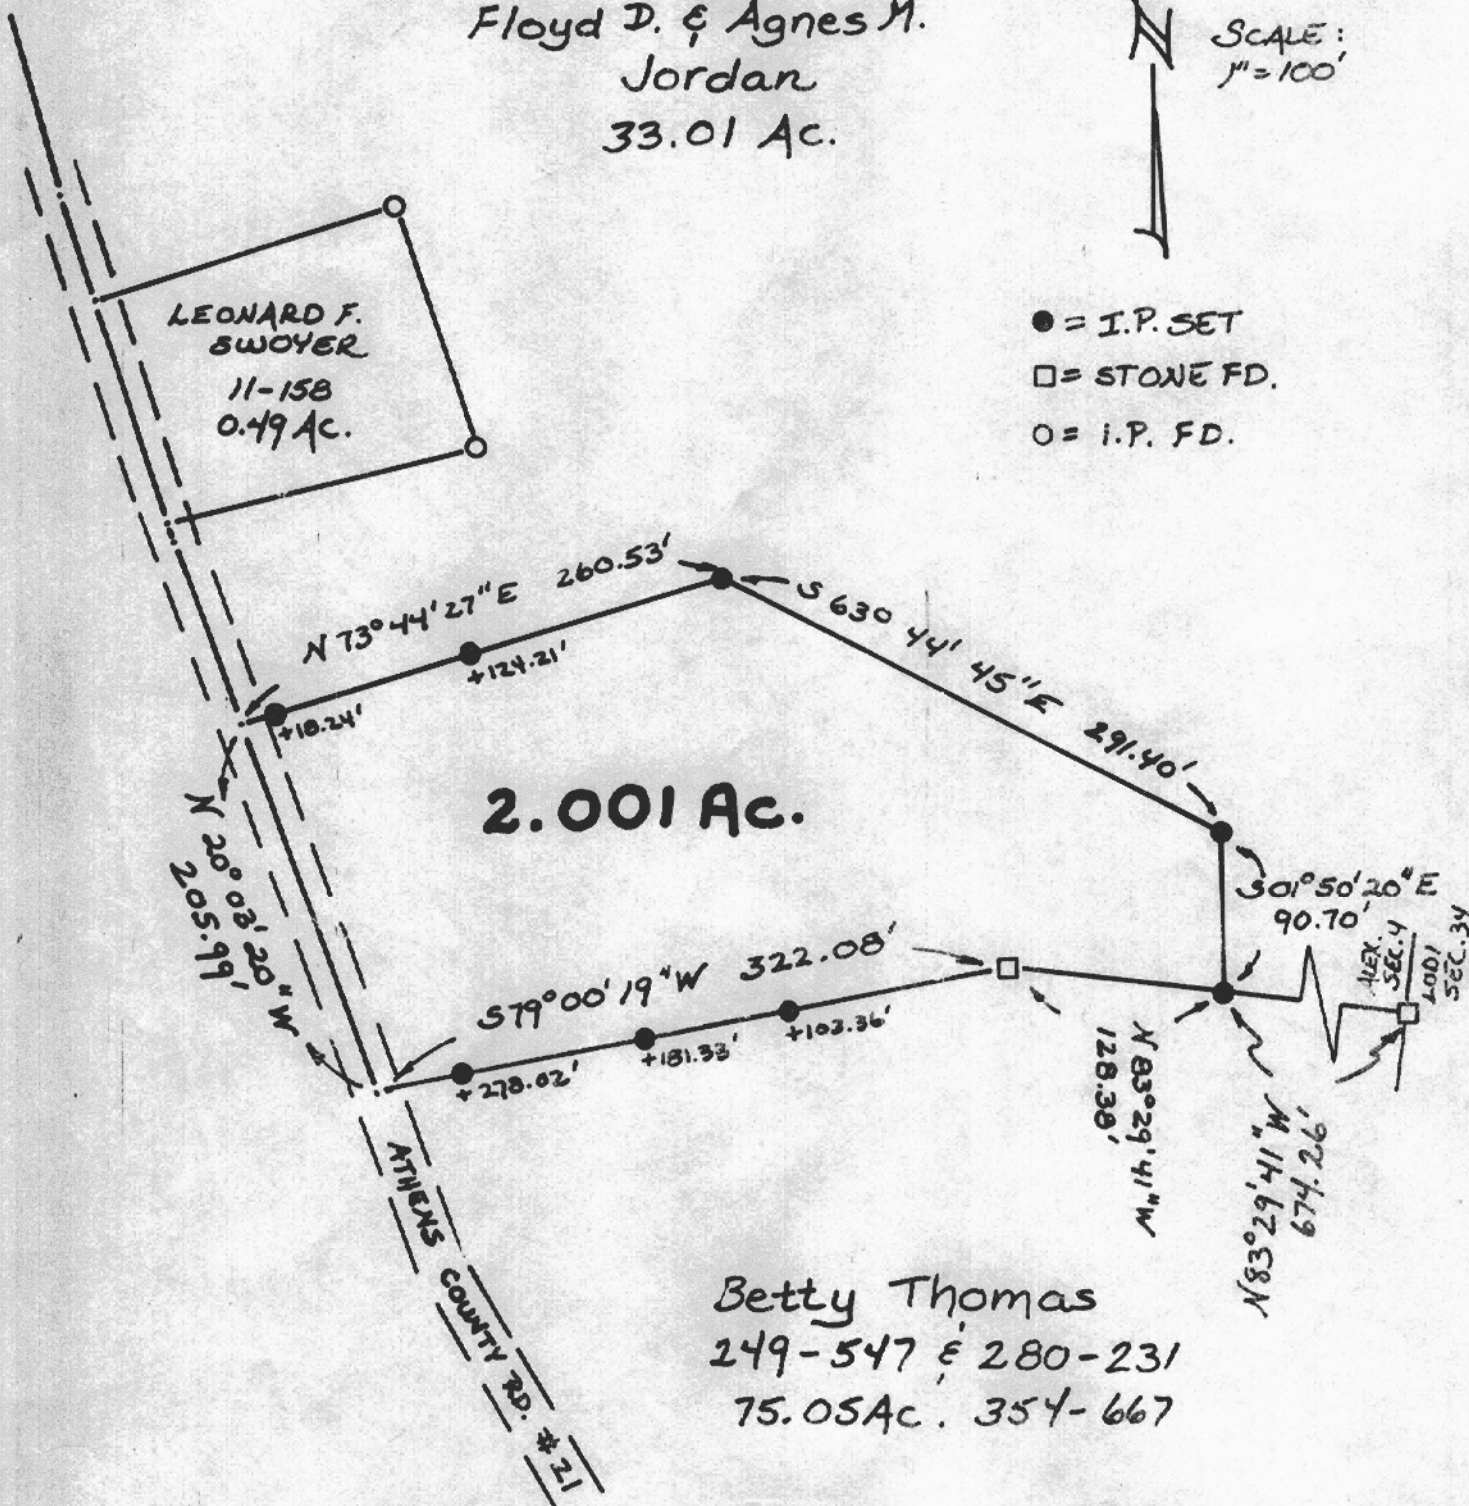 Floyd D. & Agnes M.
Jordan
33.01 Ac.
N
SCALE:
1"=100'
LEONARD F.
SWOYER
11-158
0.49 Ac.
● = I.P. SET
□ = STONE FD.
○ = I.P. FD.
N 73°44'27"E 260.53'
+124.21'
+18.24'
S 63° 44' 45"E 291.40'
2.001 Ac.
N 20°03'20"W
205.99'
S01°50'20"E
90.70'
ALEX.
SEC. 4
LODI
SEC. 34
S79°00'19"W 322.08'
+278.02'
+181.33'
+103.36'
N83°29'41"W
128.38'
N83°29'41"W
674.26'
ATHENS COUNTY RD. #21
Betty Thomas
249-547 & 280-231
75.05Ac. 354-667